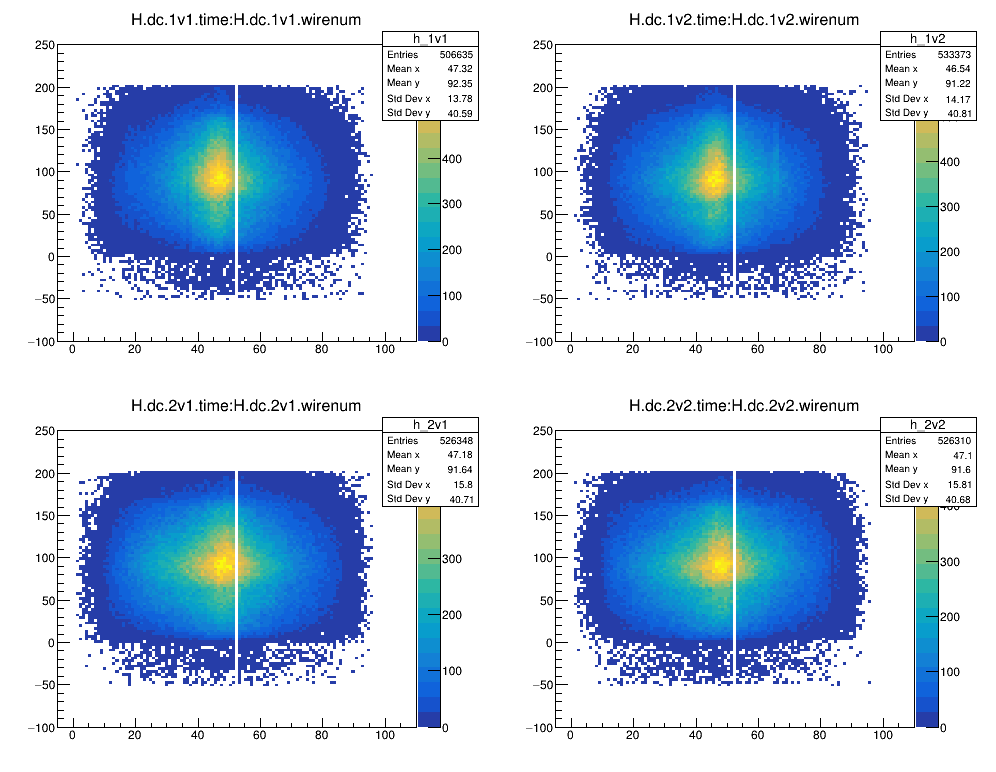 H.dc.1v1.time:H.dc.1v1.wirenum
h_1v1
Entries 506635
Mean x 47.32
Mean y 92.35
Std Dev x 13.78
Std Dev y 40.59
250
200
150
100
50
0
−50
−100
0 20 40 60 80 100
400
300
200
100
0
H.dc.1v2.time:H.dc.1v2.wirenum
h_1v2
Entries 533373
Mean x 46.54
Mean y 91.22
Std Dev x 14.17
Std Dev y 40.81
250
200
150
100
50
0
−50
−100
0 20 40 60 80 100
400
300
200
100
0
H.dc.2v1.time:H.dc.2v1.wirenum
h_2v1
Entries 526348
Mean x 47.18
Mean y 91.64
Std Dev x 15.8
Std Dev y 40.71
250
200
150
100
50
0
−50
−100
0 20 40 60 80 100
300
200
100
0
H.dc.2v2.time:H.dc.2v2.wirenum
h_2v2
Entries 526310
Mean x 47.1
Mean y 91.6
Std Dev x 15.81
Std Dev y 40.68
250
200
150
100
50
0
−50
−100
0 20 40 60 80 100
400
300
200
100
0